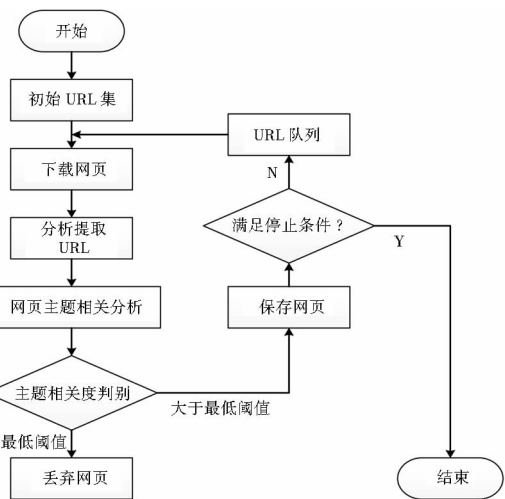 开始
初始 URL 集
URL 队列
下载网页
N
分析提取
URL
满足停止条件？
Y
网页主题相关分析
保存网页
主题相关度判别
大于最低阈值
最低阈值
丢弃网页
结束